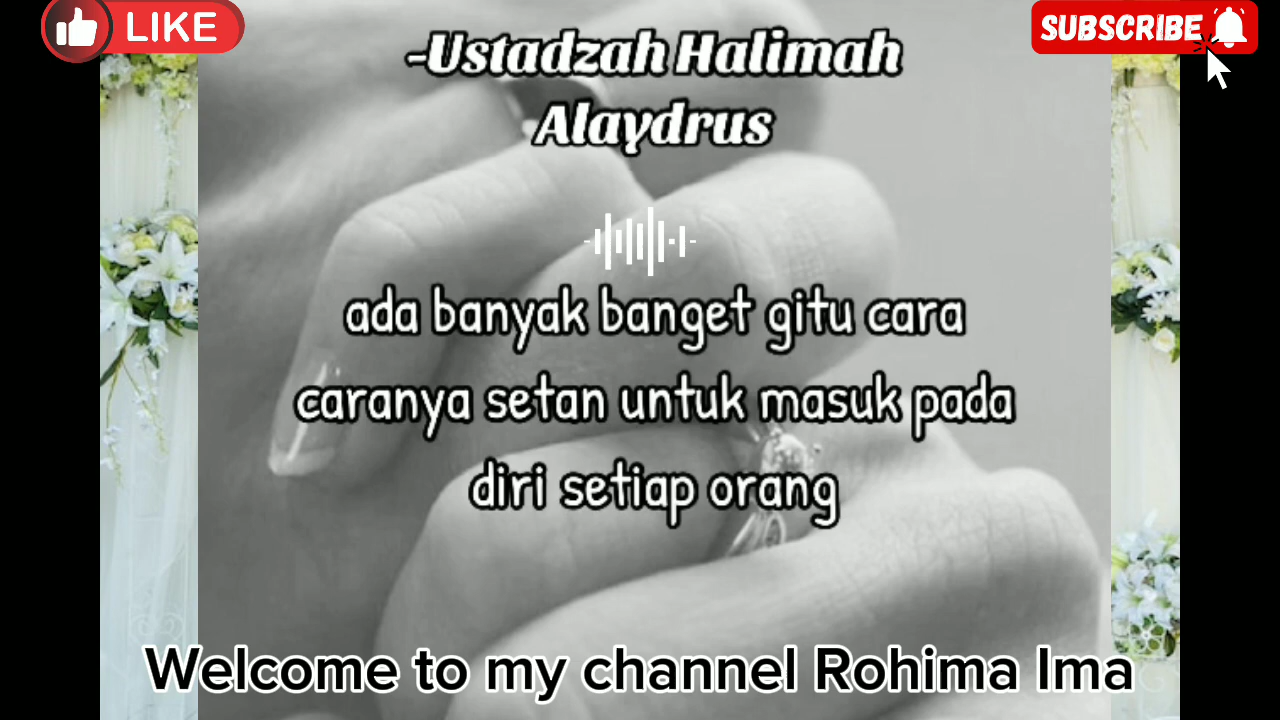 LIKE
SUBSCRIBE
-Ustadzah Halimah
Alaydrus
ada banyak banget gitu cara
caranya setan untuk masuk pada
diri setiap orang
Welcome to my channel Rohima Ima